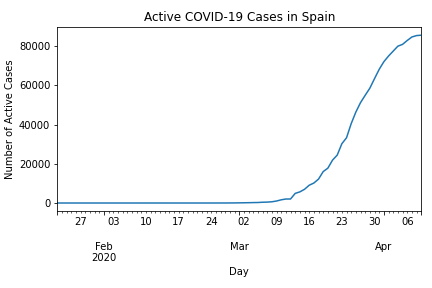 Active COVID-19 Cases in Spain
Number of Active Cases
80000
60000
40000
20000
0
27 03 10 17 24 02 09 16 23 30 06
Feb Mar Apr
2020
Day